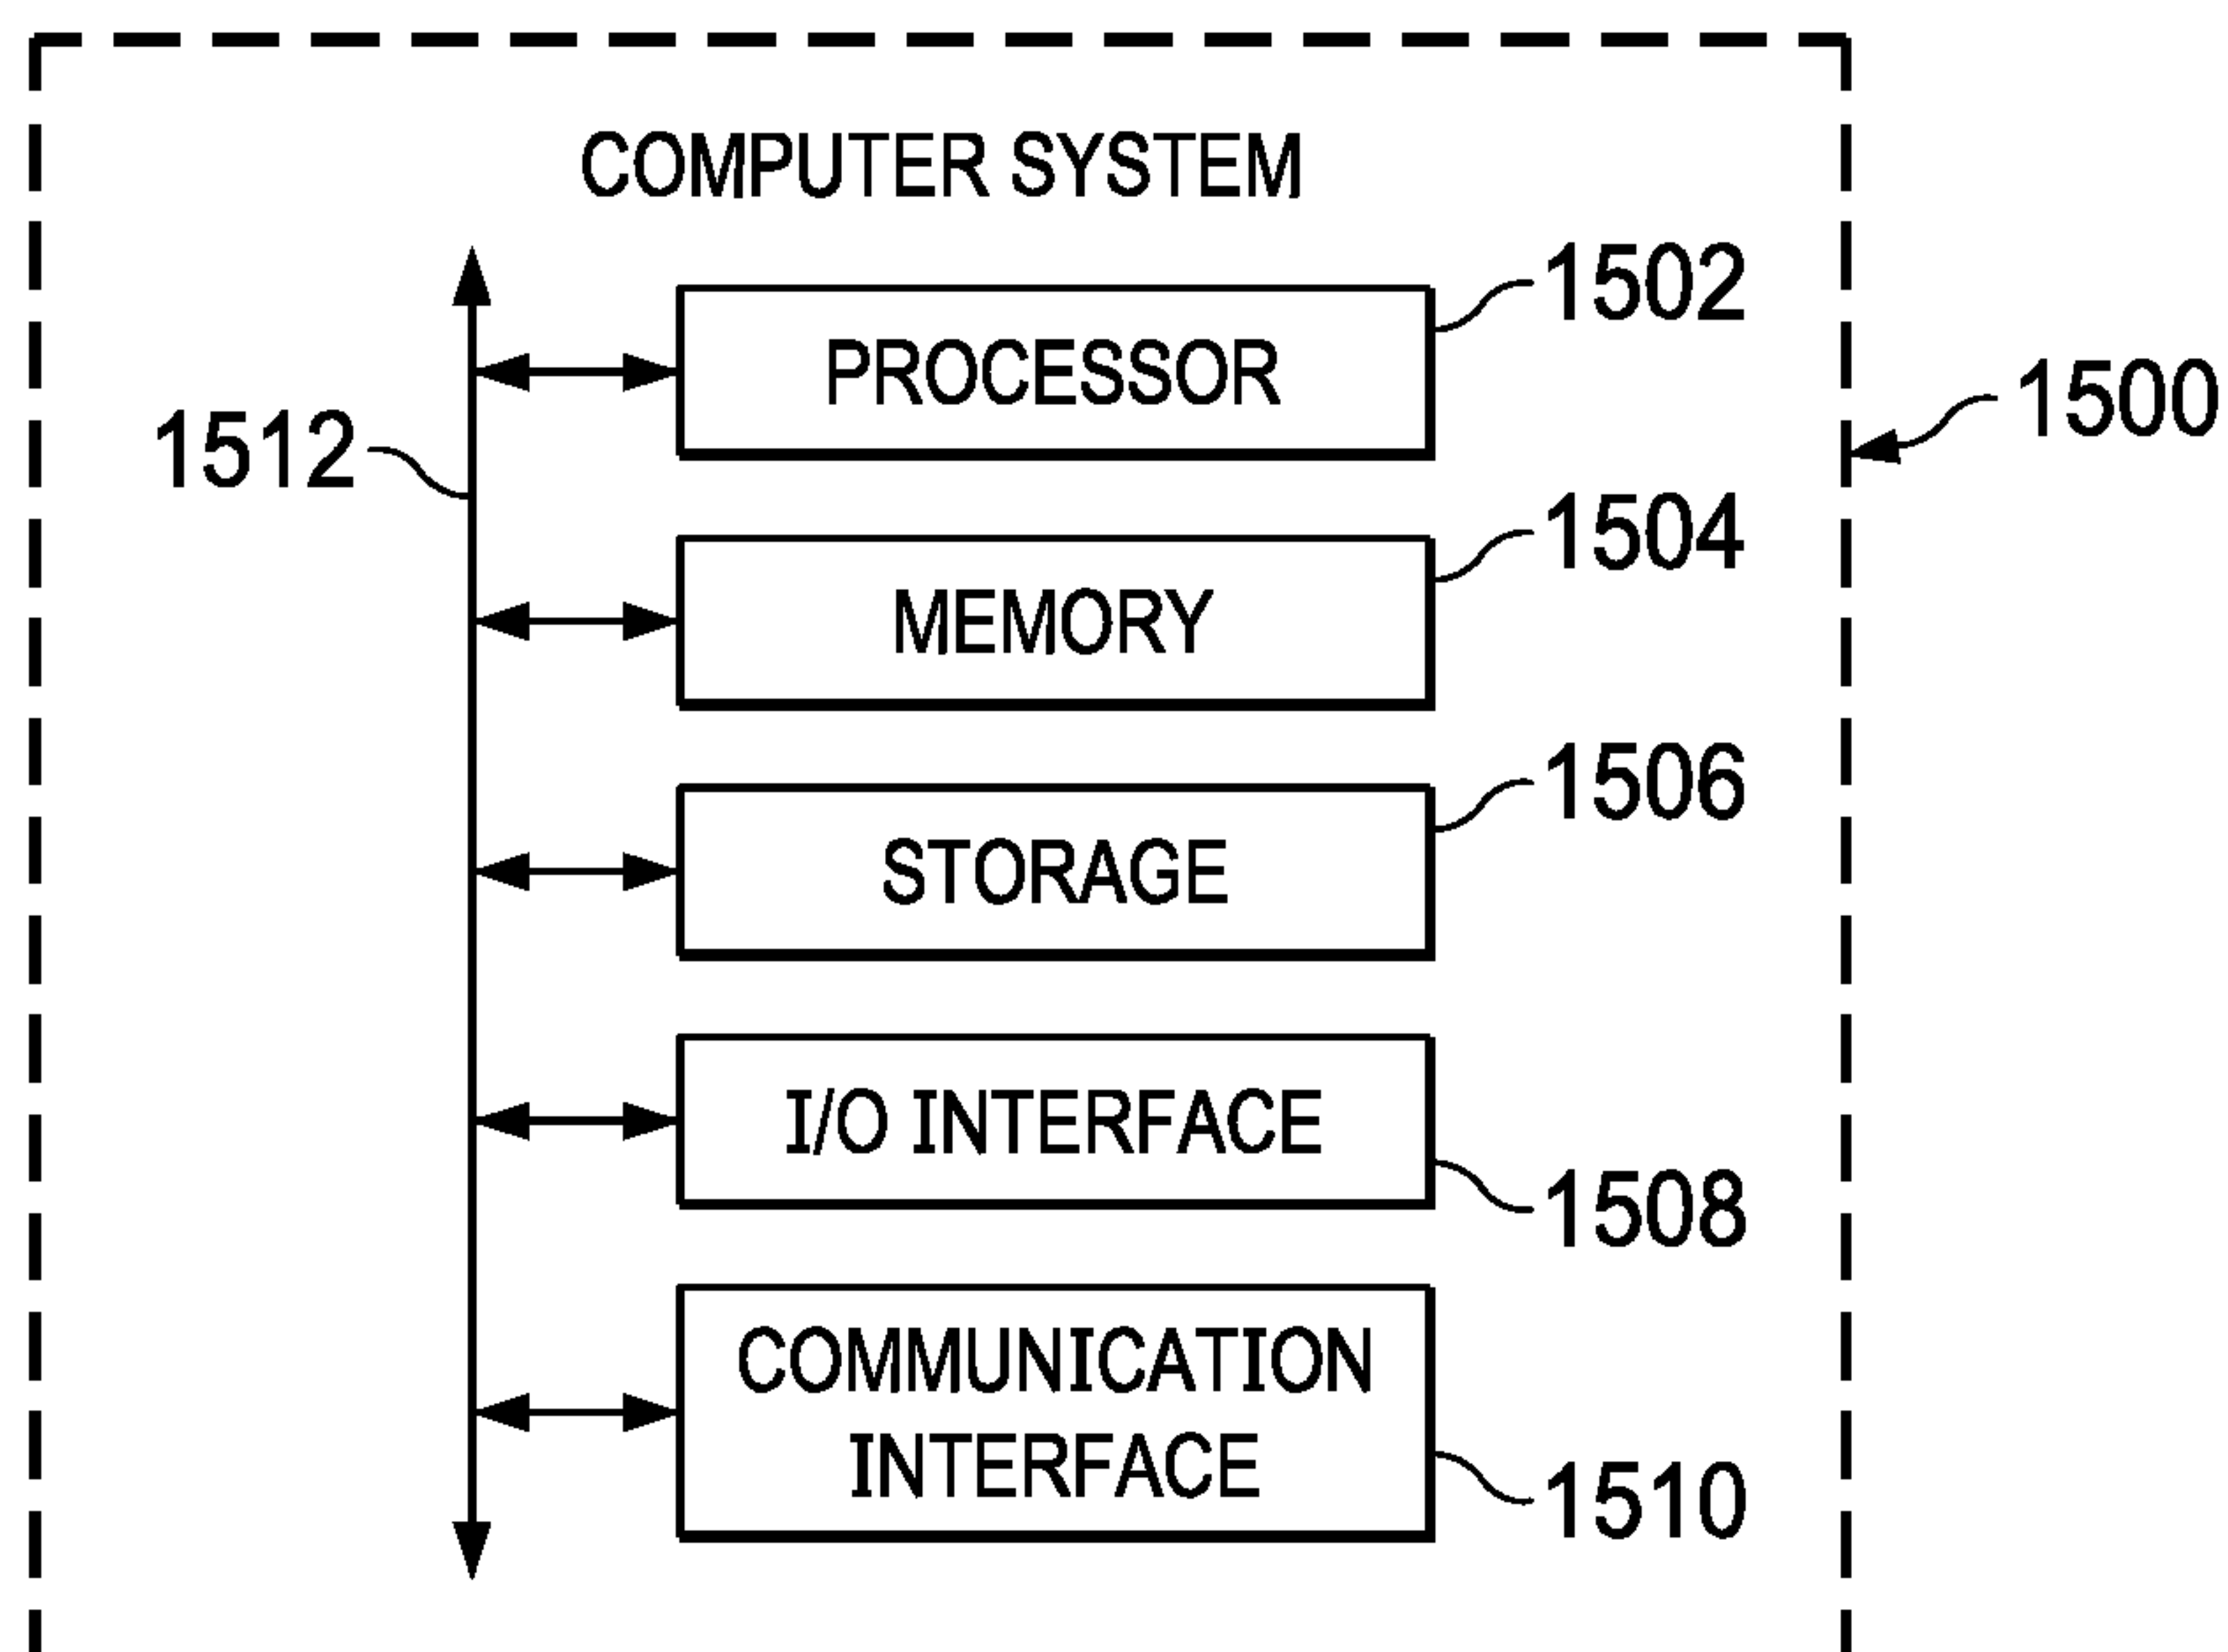 COMPUTER SYSTEM
1502
PROCESSOR
1500
1512
1504
MEMORY
1506
STORAGE
I/O INTERFACE
1508
COMMUNICATION
INTERFACE
1510